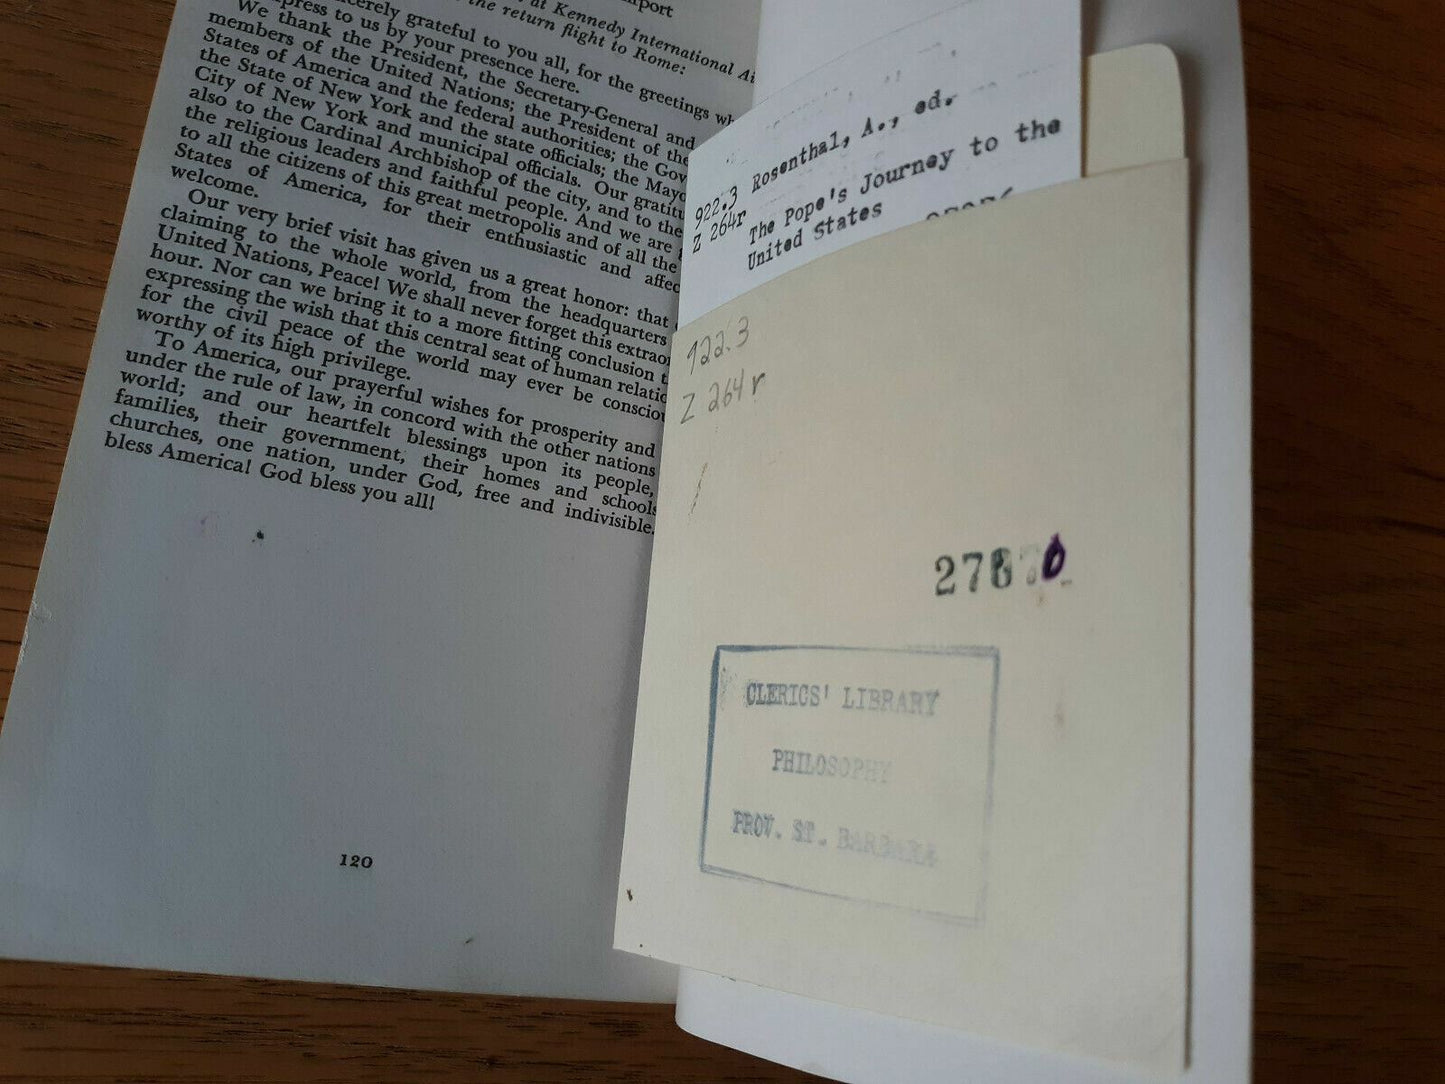 at Kennedy International
the return flight to Rome:
grateful to you all, for the greetings
to us by your presence here.
We thank the President, the Secretary-General and
members of the United Nations; the President of the
States of America and the federal authorities; the
the State of New York and the state officials; the
City of New York and municipal officials. Our
also to the Cardinal Archbishop of the city, and to the
the religious leaders and faithful people. And we are
to all the citizens of this great metropolis and of all the
States of America, for their enthusiastic and
welcome.
Our very brief visit has given us a great honor: that
claiming to the whole world, from the headquarters
United Nations, Peace! We shall never forget this
hour. Nor can we bring it to a more fitting conclusion
expressing the wish that this central seat of human
for the civil peace of the world may ever be
worthy of its high privilege.
To America, our prayerful wishes for prosperity and
under the rule of law, in concord with the other nations
world; and our heartfelt blessings upon its people,
families, their government, their homes and schools
churches, one nation, under God, free and indivisible.
bless America! God bless you all!
120
922.3 Rosenthal, A., ed.
Z 264r The Pope's Journey to the
United States
922.3
Z 264r
CLERICS' LIBRARY
PHILOSOPHY
PROV. ST. BARBARA